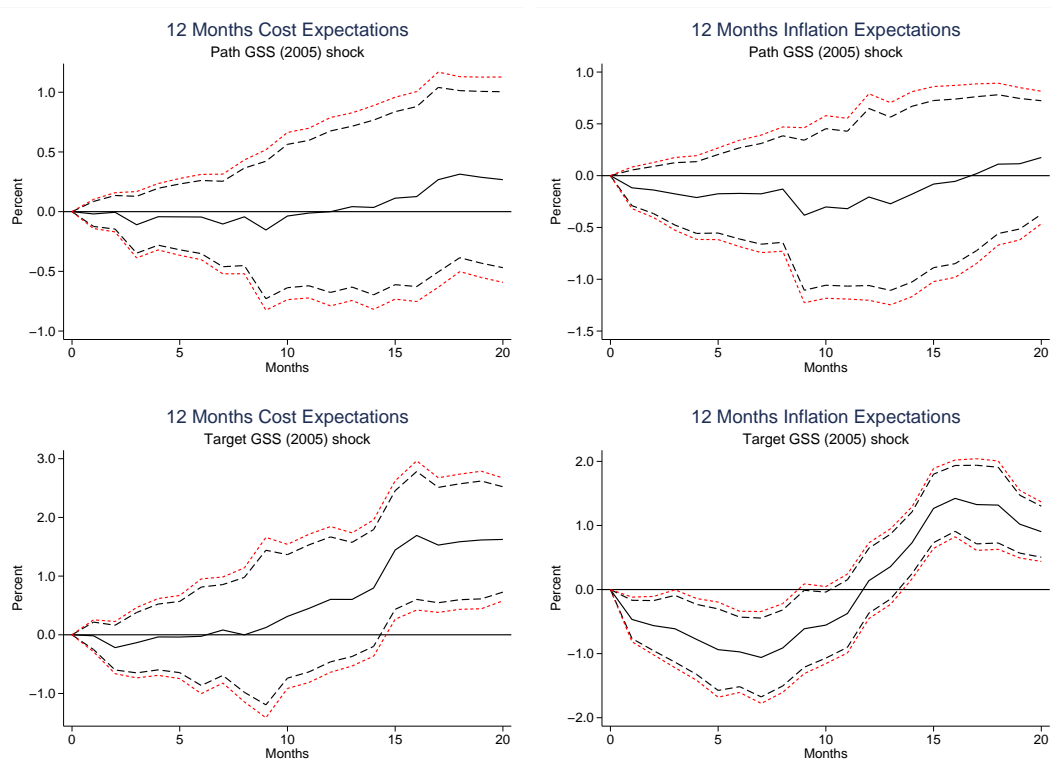 12 Months Cost Expectations
Path GSS (2005) shock
1.0
0.5
0.0
−0.5
−1.0
Percent
0
5
10
15
20
Months
12 Months Inflation Expectations
Path GSS (2005) shock
1.0
0.5
0.0
−0.5
−1.0
−1.5
Percent
0
5
10
15
20
Months
12 Months Cost Expectations
Target GSS (2005) shock
3.0
2.0
1.0
0.0
−1.0
Percent
0
5
10
15
20
Months
12 Months Inflation Expectations
Target GSS (2005) shock
2.0
1.0
0.0
−1.0
−2.0
Percent
0
5
10
15
20
Months